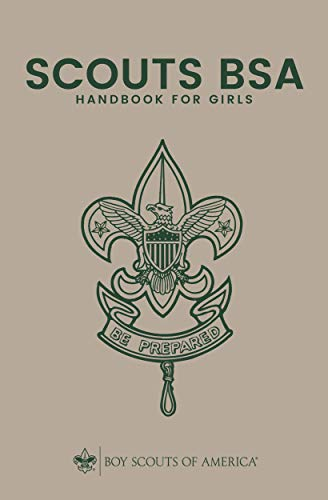 SCOUTS BSA
HANDBOOK FOR GIRLS
BE PREPARED
BOY SCOUTS OF AMERICA®